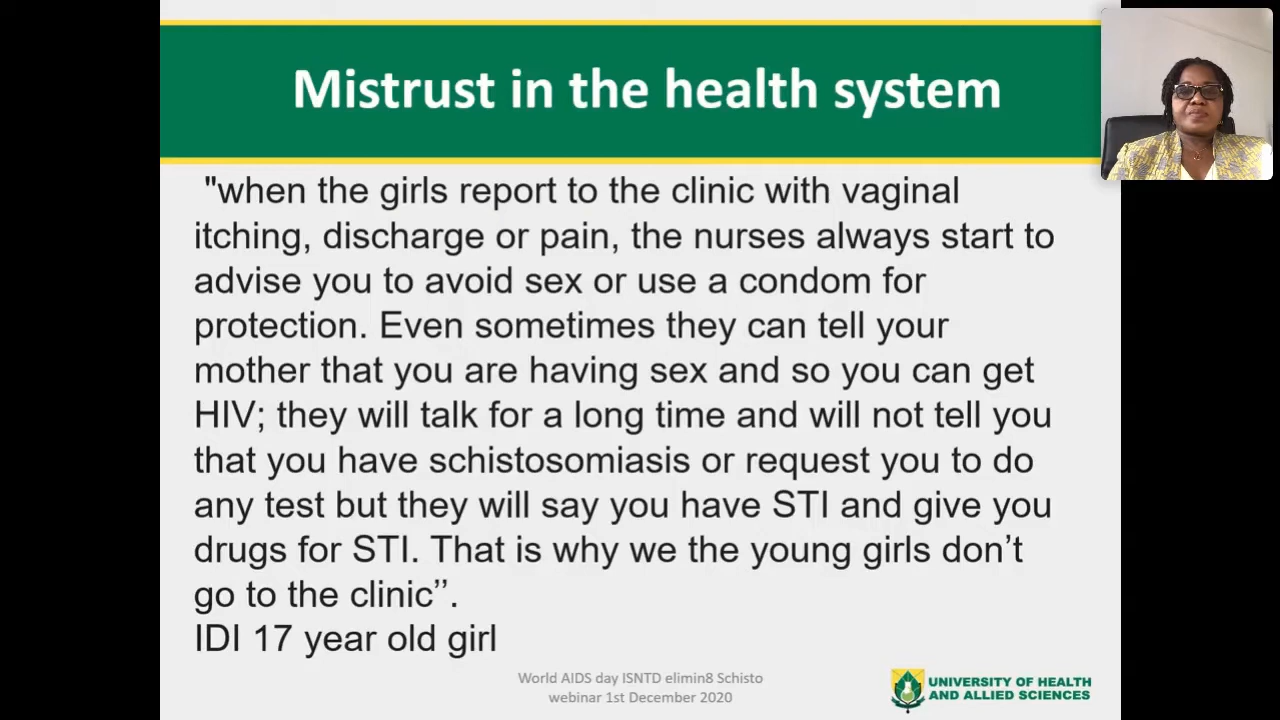 Mistrust in the health system
"when the girls report to the clinic with vaginal
itching, discharge or pain, the nurses always start to
advise you to avoid sex or use a condom for
protection. Even sometimes they can tell your
mother that you are having sex and so you can get
HIV; they will talk for a long time and will not tell you
that you have schistosomiasis or request you to do
any test but they will say you have STI and give you
drugs for STI. That is why we the young girls don’t
go to the clinic’’.
IDI 17 year old girl
World AIDS day ISNTD elimin8 Schisto
webinar 1st December 2020
UNIVERSITY OF HEALTH
AND ALLIED SCIENCES